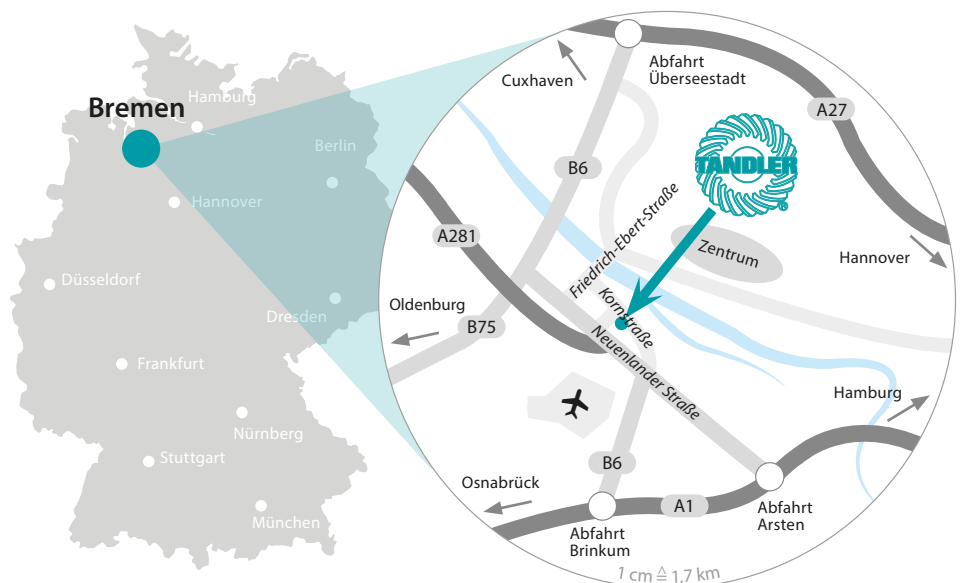 Bremen
Hamburg
Berlin
Hannover
Düsseldorf
Dresden
Frankfurt
Nürnberg
Stuttgart
München
Abfahrt
Überseestadt
Cuxhaven
A27
TANDLER
®
B6
Friedrich-Ebert-Straße
A281
Zentrum
Hannover
Oldenburg
Kornstraße
B75
Neuenlander Straße
Hamburg
B6
Osnabrück
A1
Abfahrt
Arsten
Abfahrt
Brinkum
1 cm ≙ 1,7 km